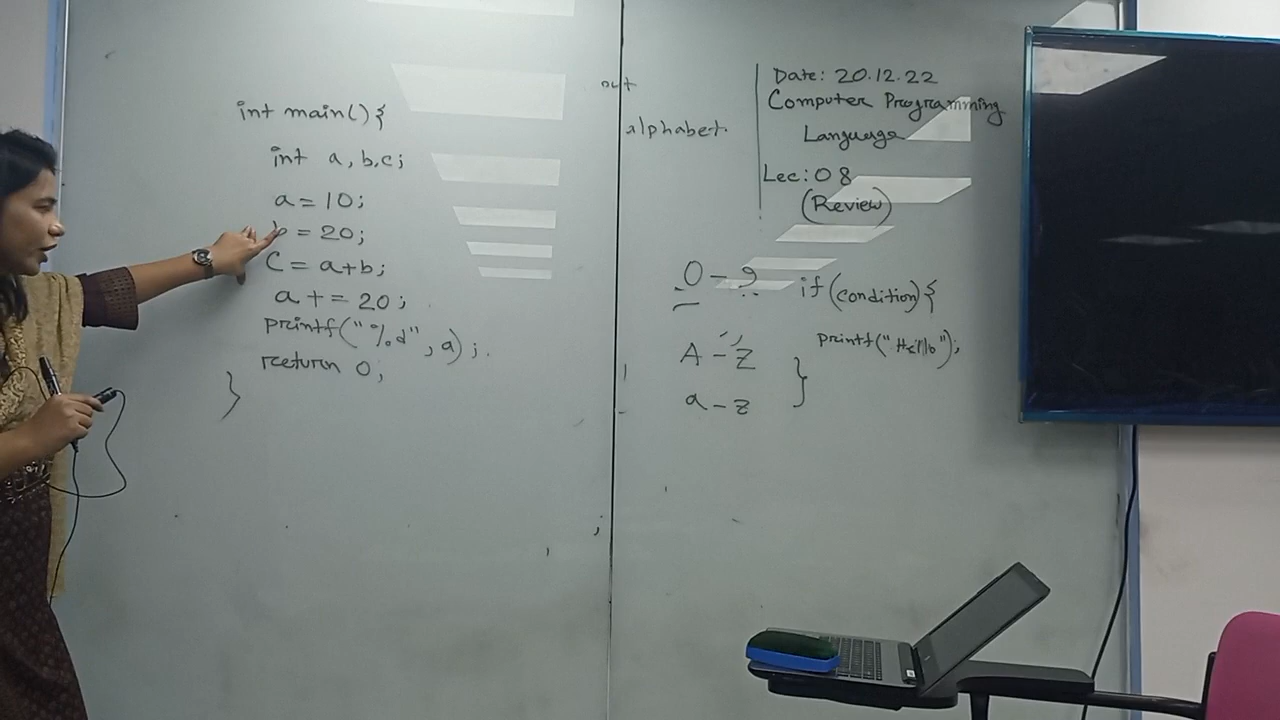 int main() {
int a, b, c;
a = 10;
b = 20;
C = a+b;
a + = 20;
printf("%d", a);
return 0;
}
out
alphabet.
Date: 20.12.22
Computer Programming
Language
Lec: 08
(Review)
0 - 9
A - Z
a - z
if (condition) {
printf("Hello");
}